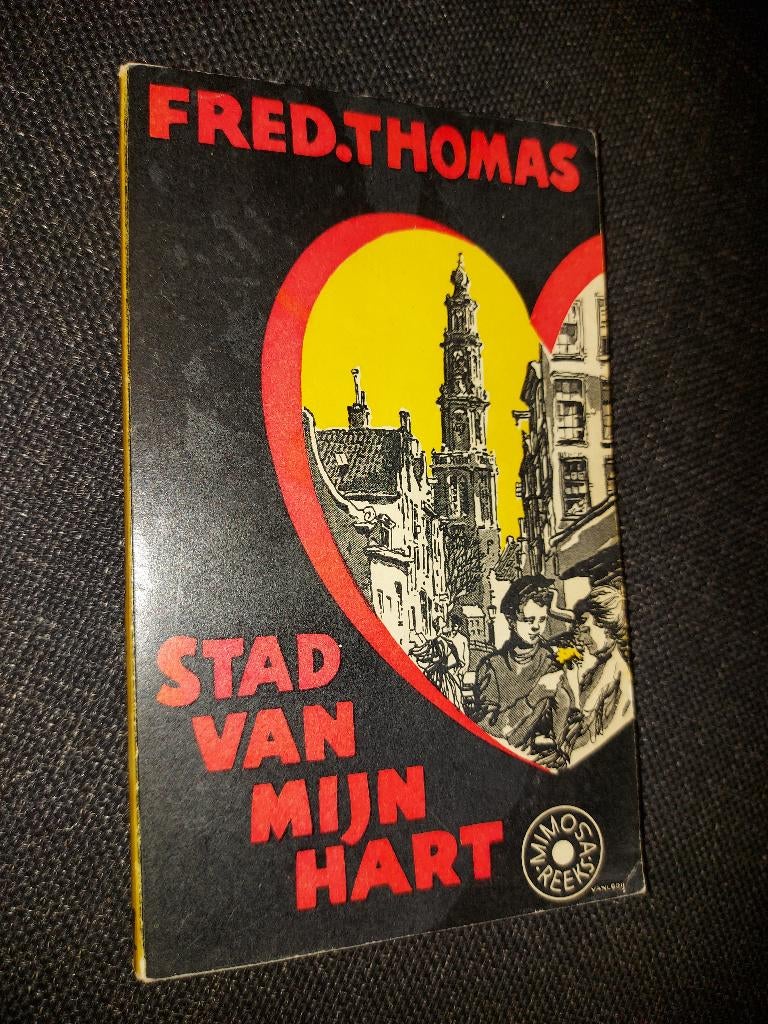 FRED. THOMAS
STAD
VAN
MIJN
HART
MIMOSA-
REEKS